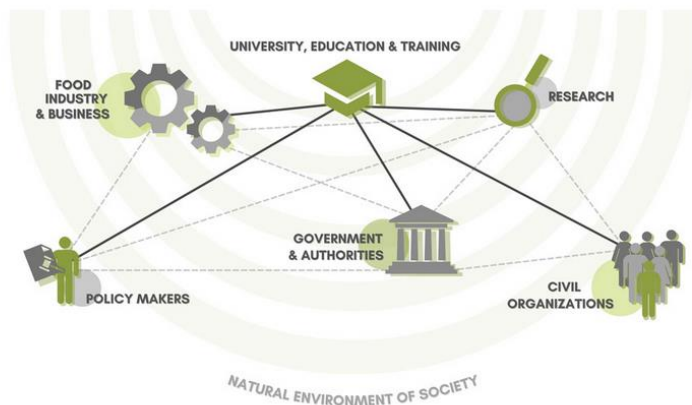 UNIVERSITY, EDUCATION & TRAINING
FOOD
INDUSTRY
& BUSINESS
RESEARCH
GOVERNMENT
& AUTHORITIES
POLICY MAKERS
CIVIL
ORGANIZATIONS
NATURAL ENVIRONMENT OF SOCIETY